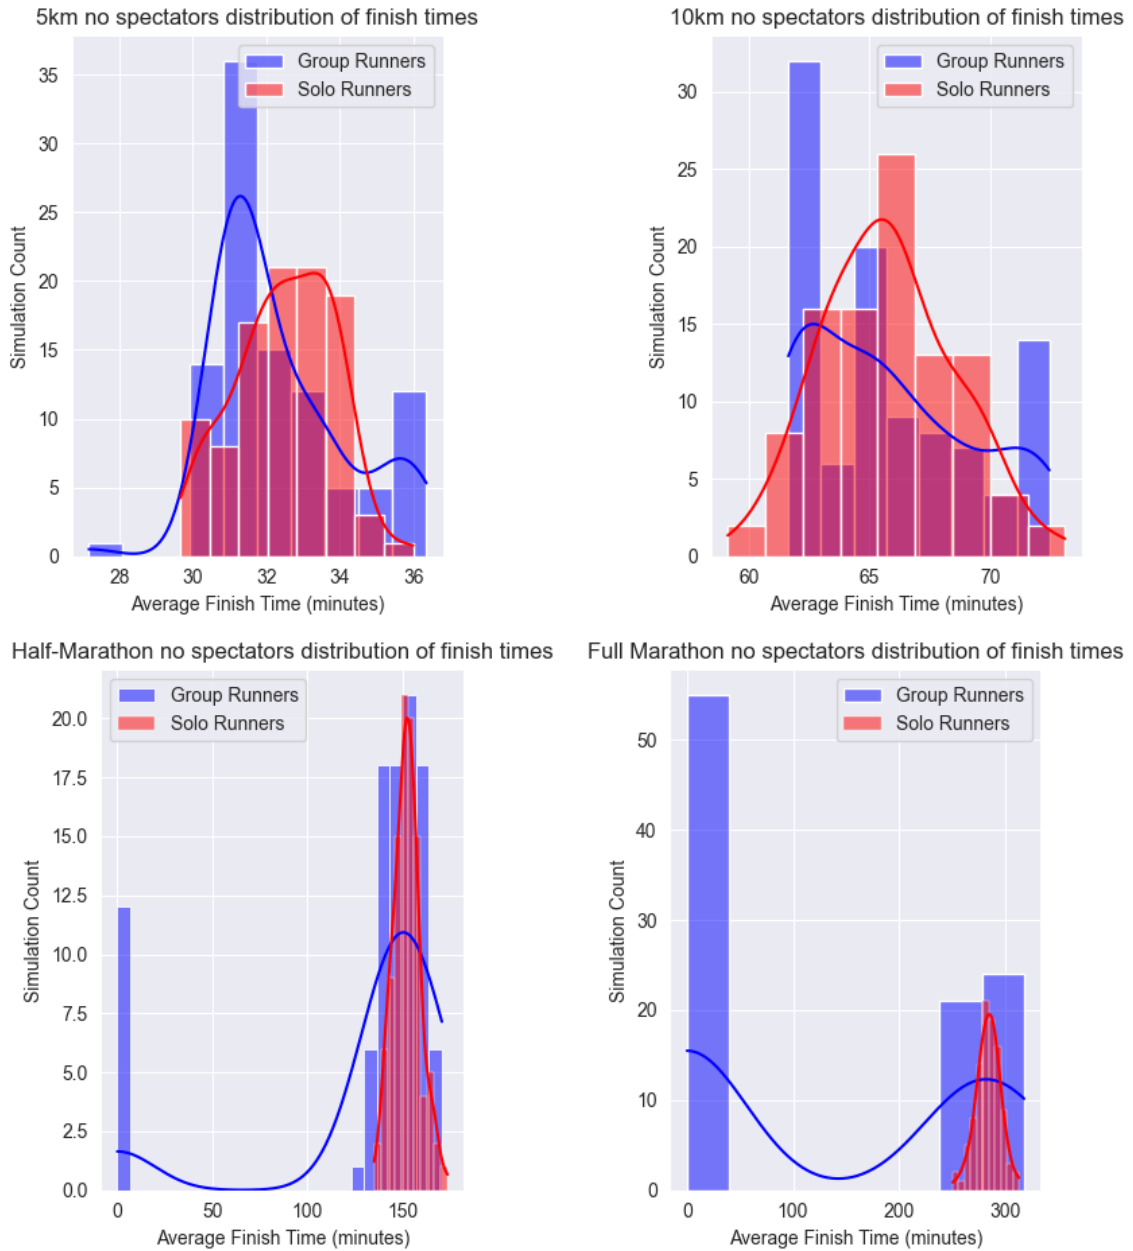 5km no spectators distribution of finish times
Group Runners
Solo Runners
35
30
25
20
15
10
5
0
Simulation Count
28 30 32 34 36
Average Finish Time (minutes)
10km no spectators distribution of finish times
Group Runners
Solo Runners
30
25
20
15
10
5
0
Simulation Count
60 65 70
Average Finish Time (minutes)
Half-Marathon no spectators distribution of finish times
Group Runners
Solo Runners
20.0
17.5
15.0
12.5
10.0
7.5
5.0
2.5
0.0
Simulation Count
0 50 100 150
Average Finish Time (minutes)
Full Marathon no spectators distribution of finish times
Group Runners
Solo Runners
50
40
30
20
10
0
Simulation Count
0 100 200 300
Average Finish Time (minutes)